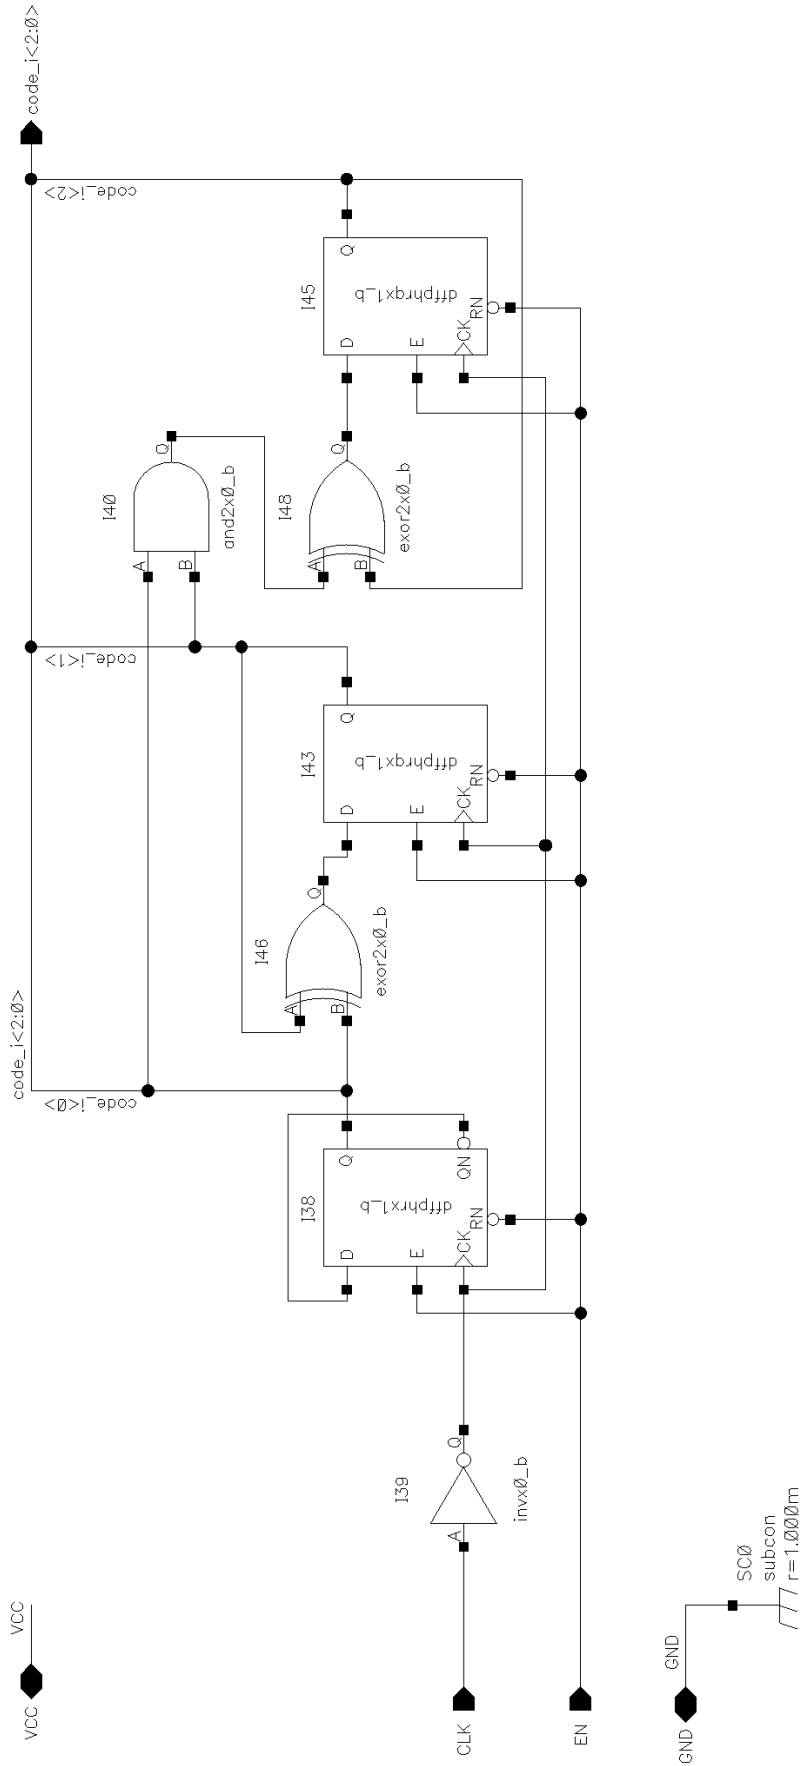 VCC
VCC
code_i<2:0>
code_i<2:0>
code_i<0>
code_i<1>
code_i<2>
I40
A
B
Q
and2x0_b
I46
A
B
Q
exor2x0_b
I48
A
B
Q
exor2x0_b
I38
D
Q
dffphrx1_b
E
CK
QN
RN
I43
D
Q
dffphrqx1_b
E
CK
RN
I45
D
Q
dffphrqx1_b
E
CK
RN
I39
A
Q
invx0_b
CLK
EN
GND
GND
SC0
subcon
r=1.000m